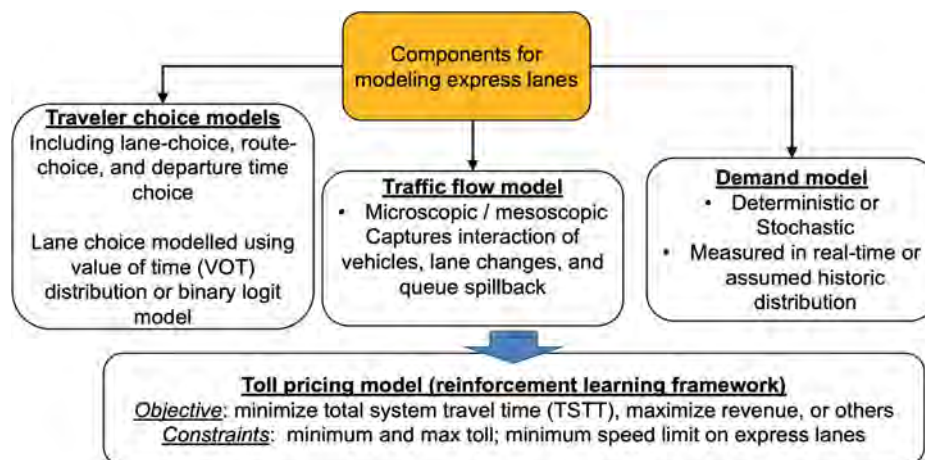 Components for
modeling express lanes
Traveler choice models
Including lane-choice, route-
choice, and departure time
choice
Lane choice modelled using
value of time (VOT)
distribution or binary logit
model
Traffic flow model
• Microscopic / mesoscopic
Captures interaction of
vehicles, lane changes, and
queue spillback
Demand model
• Deterministic or
Stochastic
• Measured in real-time or
assumed historic
distribution
Toll pricing model (reinforcement learning framework)
Objective: minimize total system travel time (TSTT), maximize revenue, or others
Constraints: minimum and max toll; minimum speed limit on express lanes